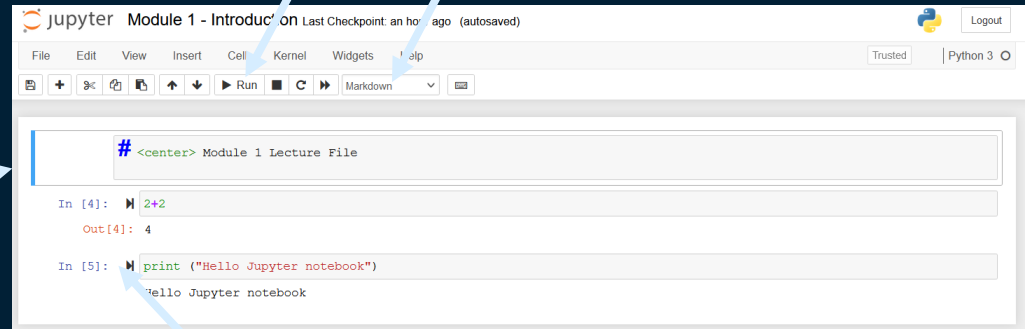 jupyter Module 1 - Introduction Last Checkpoint: an hour ago (autosaved) Logout
File Edit View Insert Kernel Widgets Trusted Python 3
Run Markdown
# <center> Module 1 Lecture File
In [4]: 2+2
Out[4]: 4
In [5]: print ("Hello Jupyter notebook")
Hello Jupyter notebook